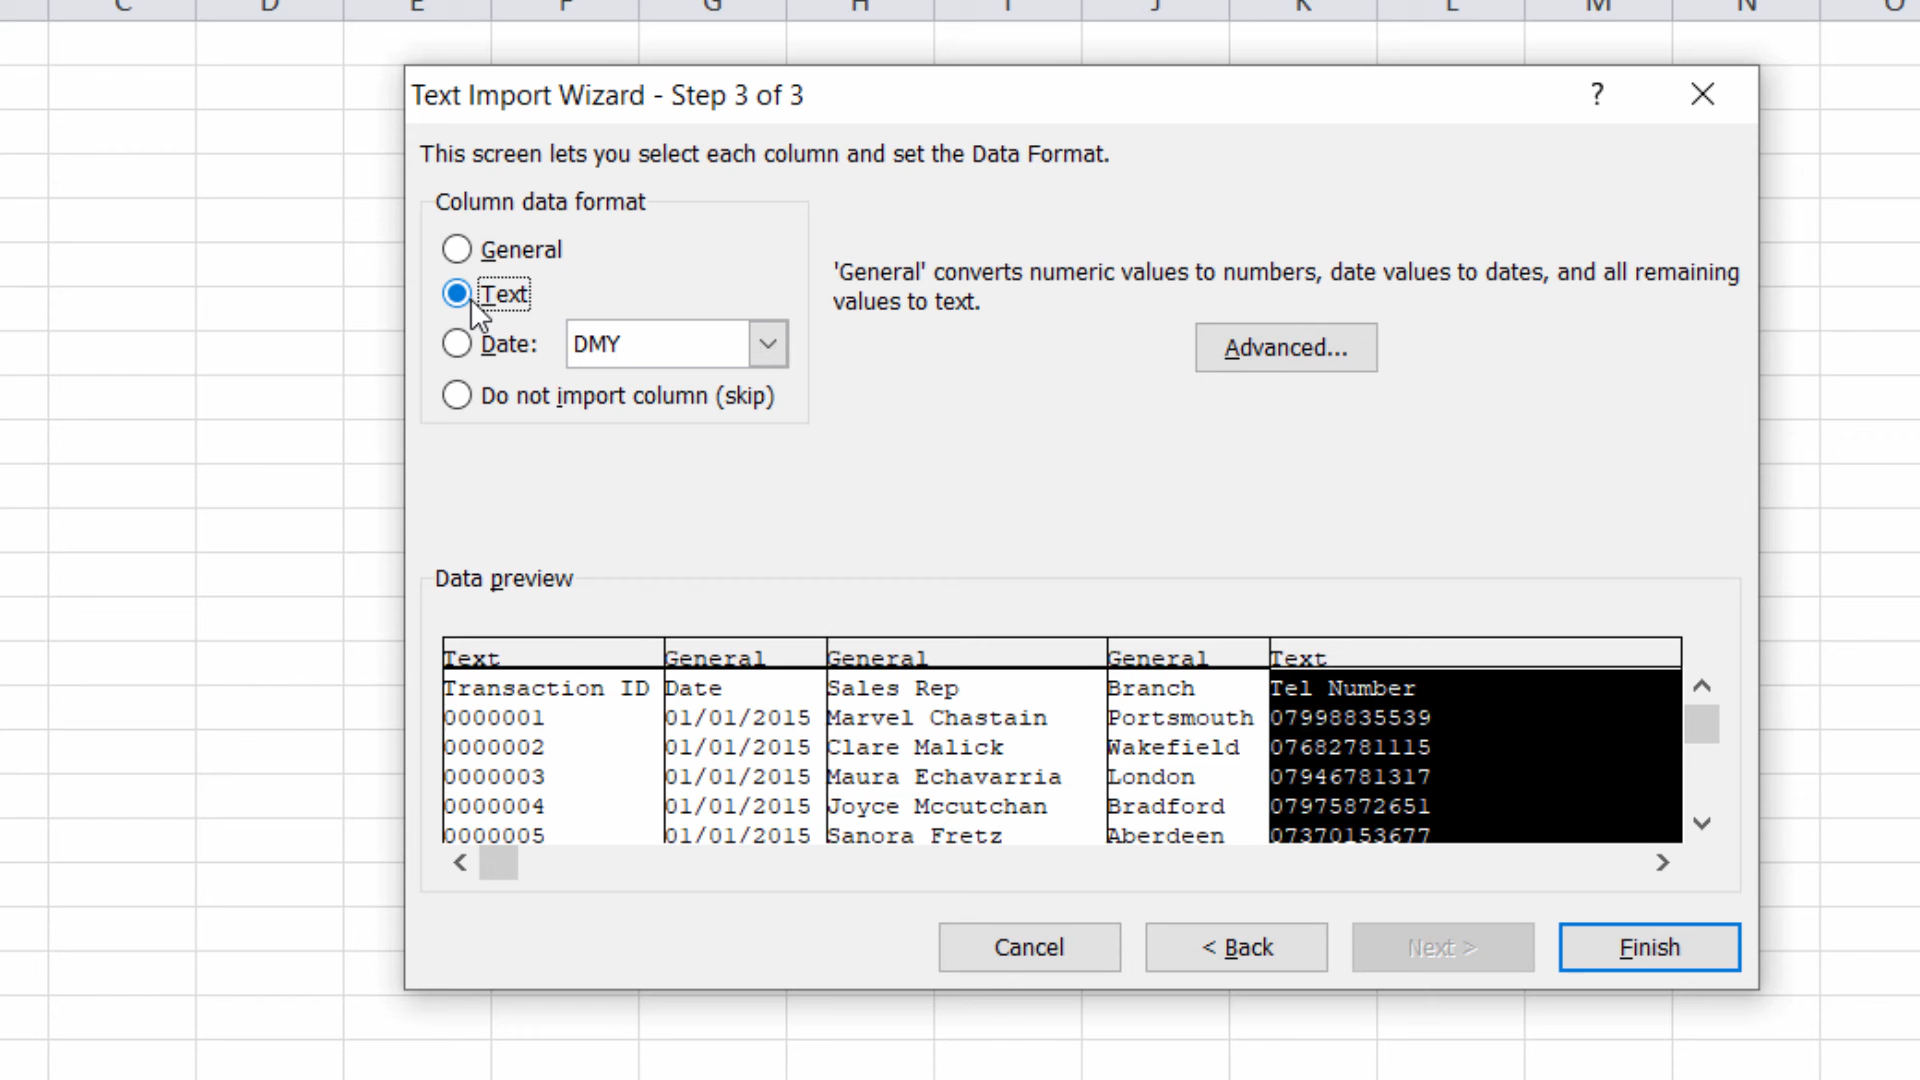 C D E F G H I J K L M N O
Text Import Wizard - Step 3 of 3 ?
This screen lets you select each column and set the Data Format.
Column data format
General
Text
Date: DMY
Do not import column (skip)
'General' converts numeric values to numbers, date values to dates, and all remaining
values to text.
Advanced...
Data preview
Text General General General Text
Transaction ID Date Sales Rep Branch Tel Number
0000001 01/01/2015 Marvel Chastain Portsmouth 07998835539
0000002 01/01/2015 Clare Malick Wakefield 07682781115
0000003 01/01/2015 Maura Echavarria London 07946781317
0000004 01/01/2015 Joyce Mccutchan Bradford 07975872651
0000005 01/01/2015 Sanora Fretz Aberdeen 07370153677
Cancel < Back Next > Finish